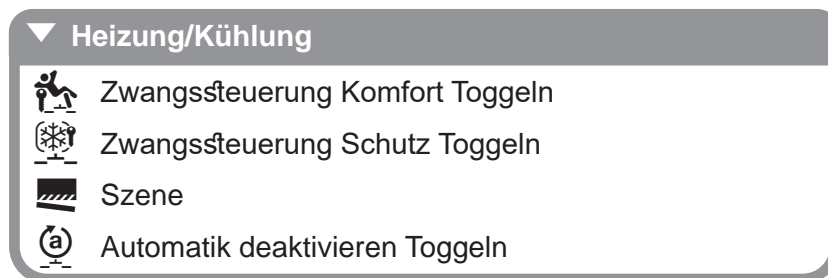 Heizung/Kühlung
Zwangssteuerung Komfort Toggeln
Zwangssteuerung Schutz Toggeln
Szene
a Automatik deaktivieren Toggeln